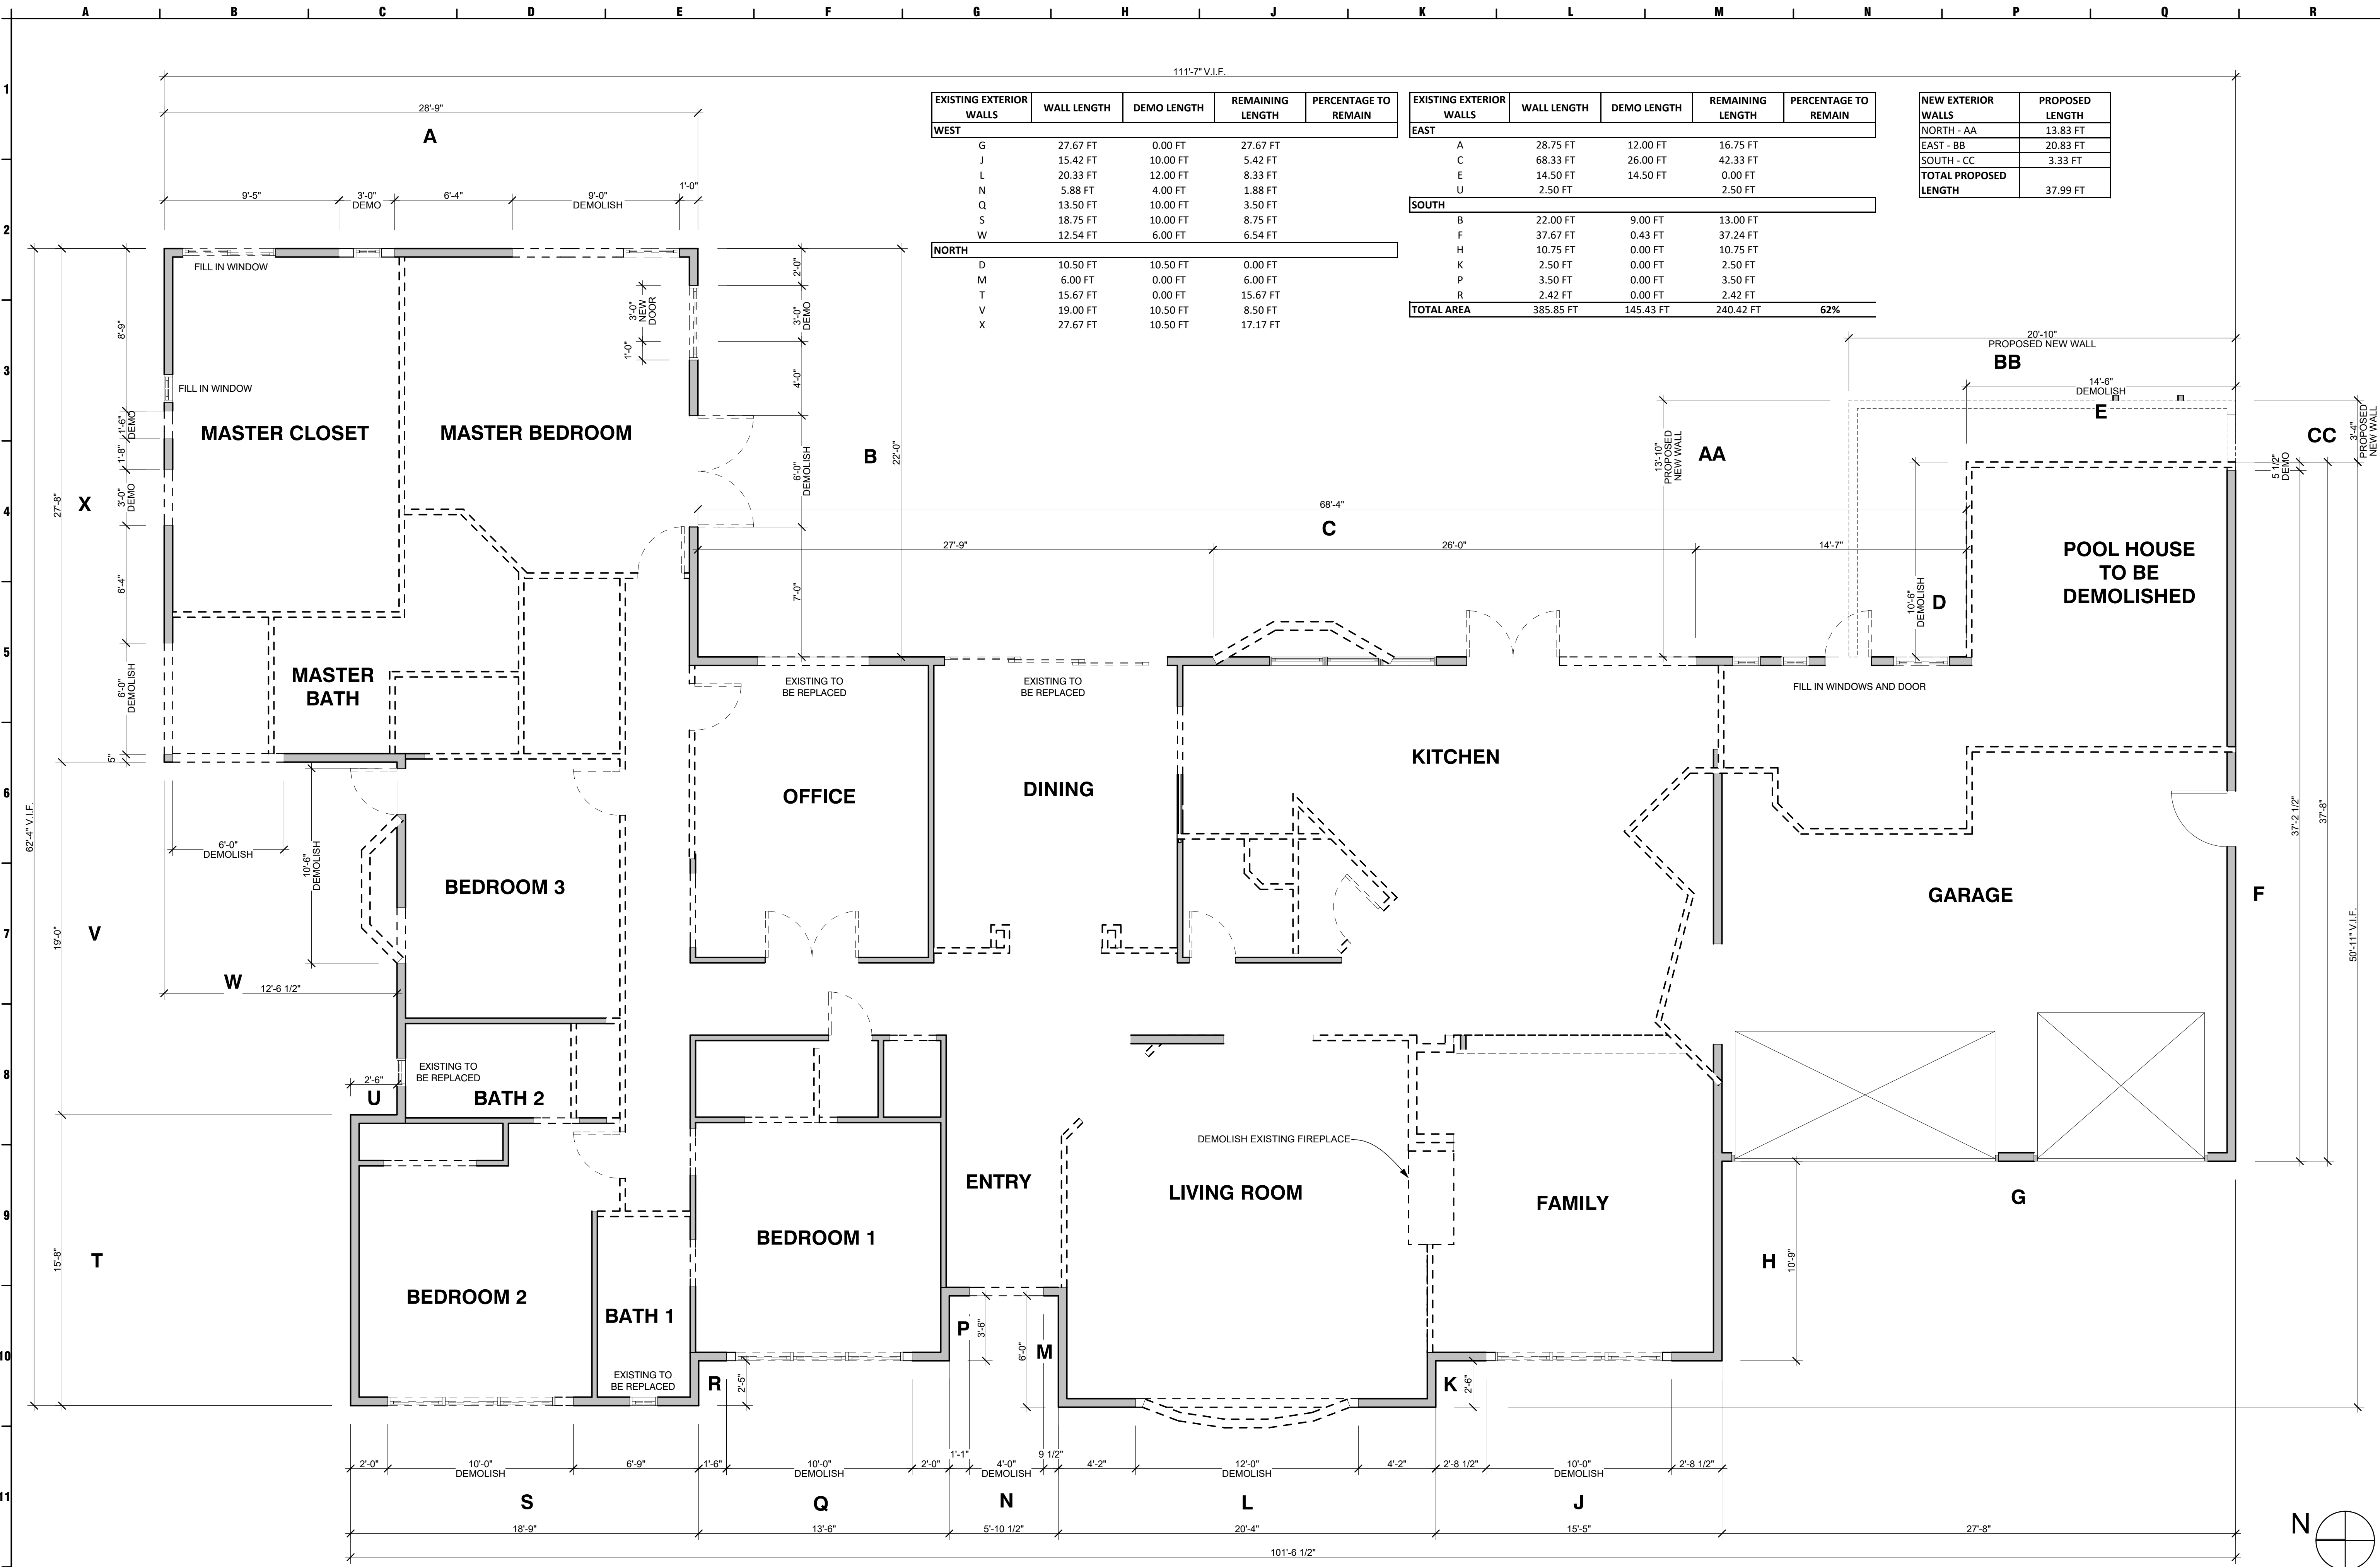 A B C D E F G H J K L M N P Q R
1
2
3
4
5
6
7
8
9
10
11
111'-7" V.I.F.
28'-9"
A
9'-5"
3'-0"
DEMO
6'-4"
9'-0"
DEMOLISH
1'-0"
EXISTING EXTERIOR WALLS WALL LENGTH DEMO LENGTH REMAINING LENGTH PERCENTAGE TO REMAIN
WEST
G 27.67 FT 0.00 FT 27.67 FT
J 15.42 FT 10.00 FT 5.42 FT
L 20.33 FT 12.00 FT 8.33 FT
N 5.88 FT 4.00 FT 1.88 FT
Q 13.50 FT 10.00 FT 3.50 FT
S 18.75 FT 10.00 FT 8.75 FT
W 12.54 FT 6.00 FT 6.54 FT
NORTH
D 10.50 FT 10.50 FT 0.00 FT
M 6.00 FT 0.00 FT 6.00 FT
T 15.67 FT 0.00 FT 15.67 FT
V 19.00 FT 10.50 FT 8.50 FT
X 27.67 FT 10.50 FT 17.17 FT
EXISTING EXTERIOR WALLS WALL LENGTH DEMO LENGTH REMAINING LENGTH PERCENTAGE TO REMAIN
EAST
A 28.75 FT 12.00 FT 16.75 FT
C 68.33 FT 26.00 FT 42.33 FT
E 14.50 FT 14.50 FT 0.00 FT
U 2.50 FT 2.50 FT
SOUTH
B 22.00 FT 9.00 FT 13.00 FT
F 37.67 FT 0.43 FT 37.24 FT
H 10.75 FT 0.00 FT 10.75 FT
K 2.50 FT 0.00 FT 2.50 FT
P 3.50 FT 0.00 FT 3.50 FT
R 2.42 FT 0.00 FT 2.42 FT
TOTAL AREA 385.85 FT 145.43 FT 240.42 FT 62%
NEW EXTERIOR WALLS PROPOSED LENGTH
NORTH - AA 13.83 FT
EAST - BB 20.83 FT
SOUTH - CC 3.33 FT
TOTAL PROPOSED LENGTH 37.99 FT
FILL IN WINDOW
FILL IN WINDOW
8'-9"
1'-6"
DEMO
1'-8"
3'-0"
DEMO
6'-4"
6'-0"
DEMOLISH
5"
27'-8"
X
62'-4" V.I.F.
MASTER CLOSET
MASTER BEDROOM
3'-0"
NEW
DOOR
1'-0"
2'-0"
3'-0"
DEMO
4'-0"
6'-0"
DEMOLISH
7'-0"
B
22'-0"
20'-10"
PROPOSED NEW WALL
BB
14'-6"
DEMOLISH
E
13'-10"
PROPOSED
NEW WALL
AA
CC
3'-4"
PROPOSED
NEW WALL
5 1/2"
DEMO
68'-4"
C
27'-9"
26'-0"
14'-7"
10'-6"
DEMOLISH
D
POOL HOUSE
TO BE
DEMOLISHED
MASTER
BATH
EXISTING TO
BE REPLACED
EXISTING TO
BE REPLACED
FILL IN WINDOWS AND DOOR
KITCHEN
DINING
OFFICE
6'-0"
DEMOLISH
10'-6"
DEMOLISH
BEDROOM 3
GARAGE
37'-2 1/2"
37'-8"
F
50'-11" V.I.F.
19'-0"
V
W
12'-6 1/2"
EXISTING TO
BE REPLACED
2'-6"
U
BATH 2
DEMOLISH EXISTING FIREPLACE
ENTRY
LIVING ROOM
FAMILY
G
15'-8"
T
BEDROOM 1
H
10'-9"
BEDROOM 2
BATH 1
P
3'-6"
6'-0"
M
EXISTING TO
BE REPLACED
R
2'-5"
K
2'-6"
2'-0"
10'-0"
DEMOLISH
6'-9"
1'-6"
10'-0"
DEMOLISH
2'-0"
1'-1"
4'-0"
DEMOLISH
9 1/2"
4'-2"
12'-0"
DEMOLISH
4'-2"
2'-8 1/2"
10'-0"
DEMOLISH
2'-8 1/2"
S
Q
N
L
J
18'-9"
13'-6"
5'-10 1/2"
20'-4"
15'-5"
27'-8"
101'-6 1/2"
N